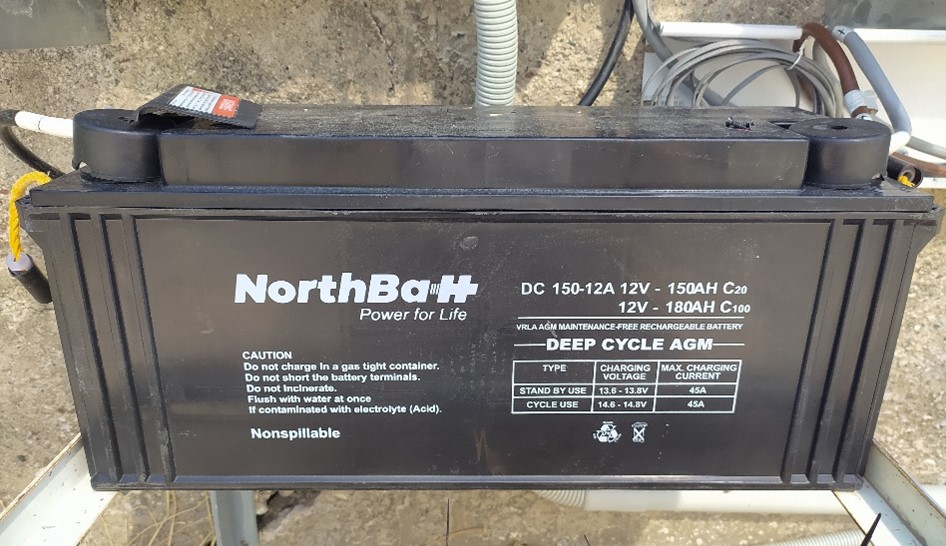 NorthBatt
Power for Life
CAUTION
Do not charge in a gas tight container.
Do not short the battery terminals.
Do not incinerate.
Flush with water at once
If contaminated with electrolyte (Acid).
Nonspillable
DC 150-12A 12V - 150AH C20
12V - 180AH C100
VRLA AGM MAINTENANCE-FREE RECHARGEABLE BATTERY
DEEP CYCLE AGM
TYPE CHARGING VOLTAGE MAX. CHARGING CURRENT
STAND BY USE 13.6 - 13.8V 45A
CYCLE USE 14.6 - 14.8V 45A